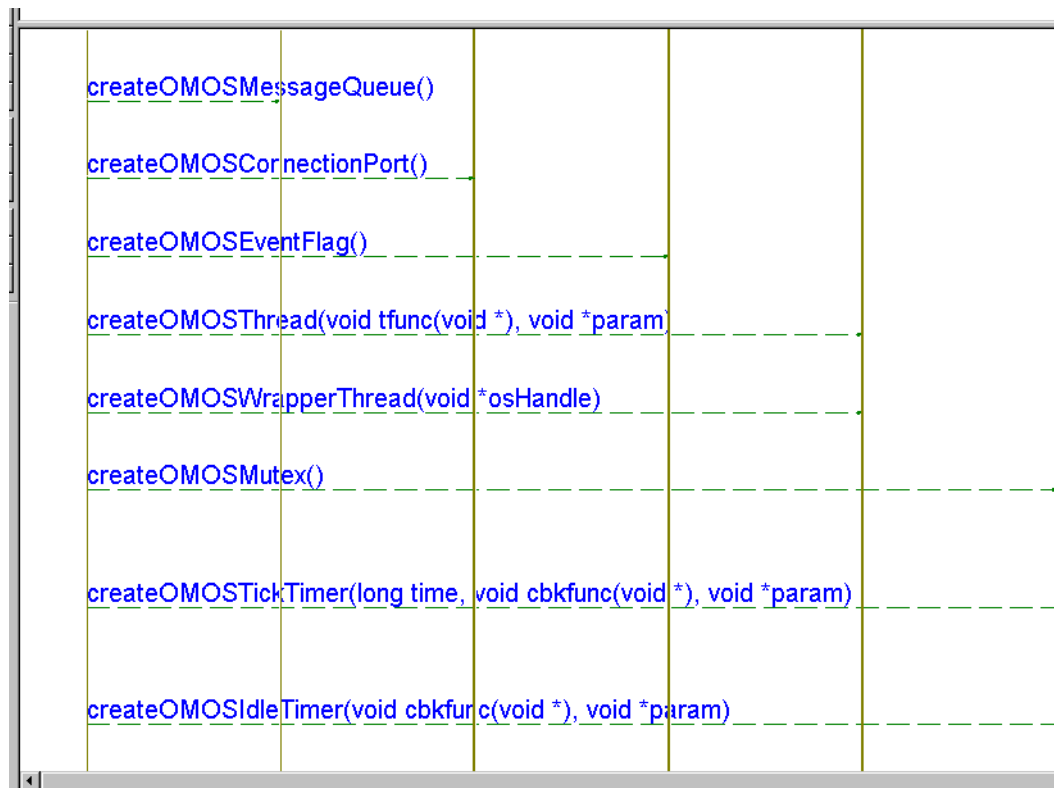 createOMOSMessageQueue()
createOMOSConnectionPort()
createOMOSEventFlag()
createOMOSThread(void tfunc(void *), void *param)
createOMOSWrapperThread(void *osHandle)
createOMOSMutex()
createOMOSTickTimer(long time, void cbkfunc(void *), void *param)
createOMOSIdleTimer(void cbkfunc(void *), void *param)